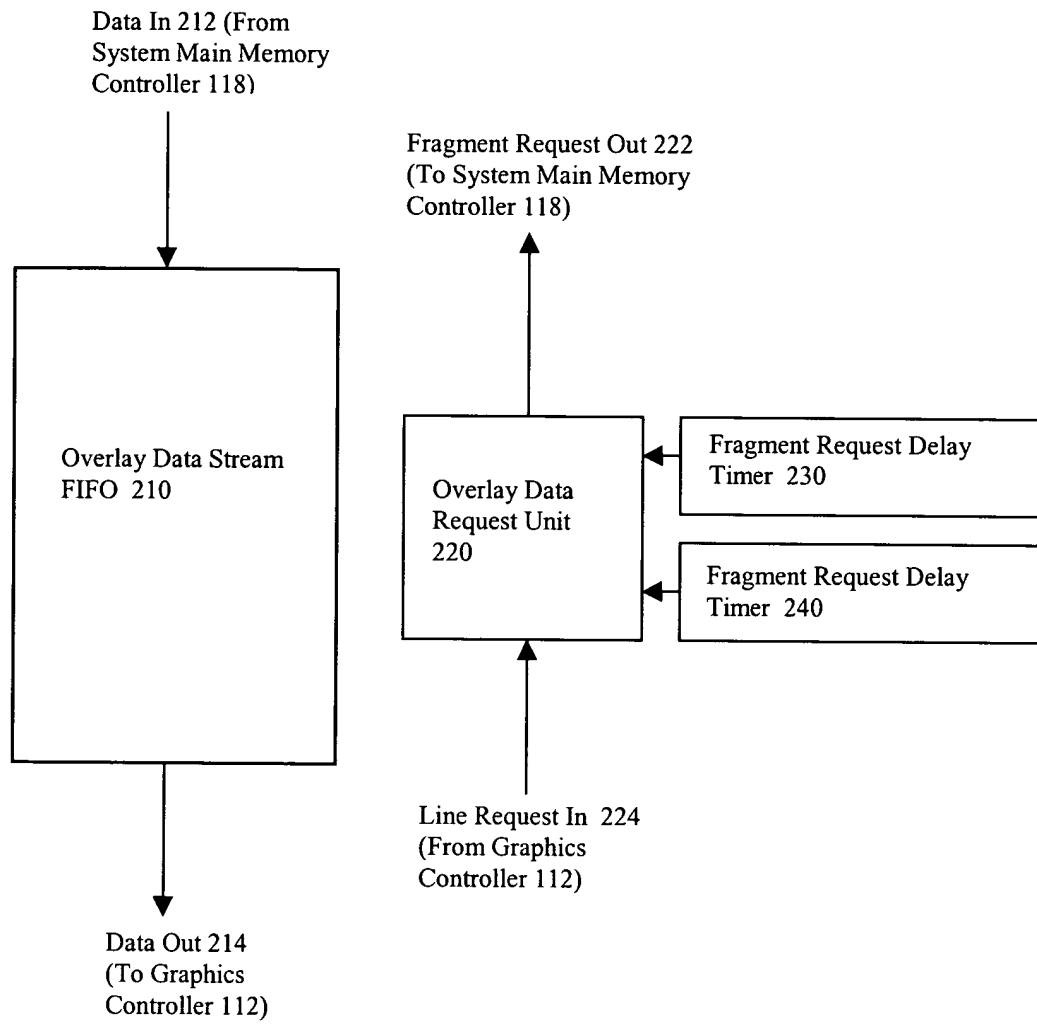 Data In 212 (From
System Main Memory
Controller 118)
Fragment Request Out 222
(To System Main Memory
Controller 118)
Overlay Data Stream
FIFO 210
Overlay Data
Request Unit
220
Fragment Request Delay
Timer 230
Fragment Request Delay
Timer 240
Line Request In 224
(From Graphics
Controller 112)
Data Out 214
(To Graphics
Controller 112)